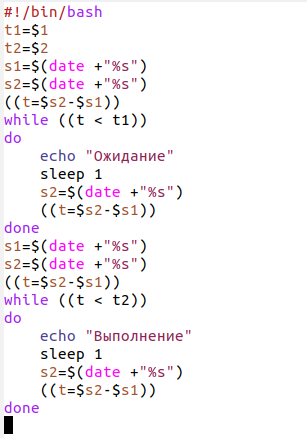 #!/bin/bash
t1=$1
t2=$2
s1=$(date +"%s")
s2=$(date +"%s")
((t=$s2-$s1))
while ((t < t1))
do
    echo "Ожидание"
    sleep 1
    s2=$(date +"%s")
    ((t=$s2-$s1))
done
s1=$(date +"%s")
s2=$(date +"%s")
((t=$s2-$s1))
while ((t < t2))
do
    echo "Выполнение"
    sleep 1
    s2=$(date +"%s")
    ((t=$s2-$s1))
done